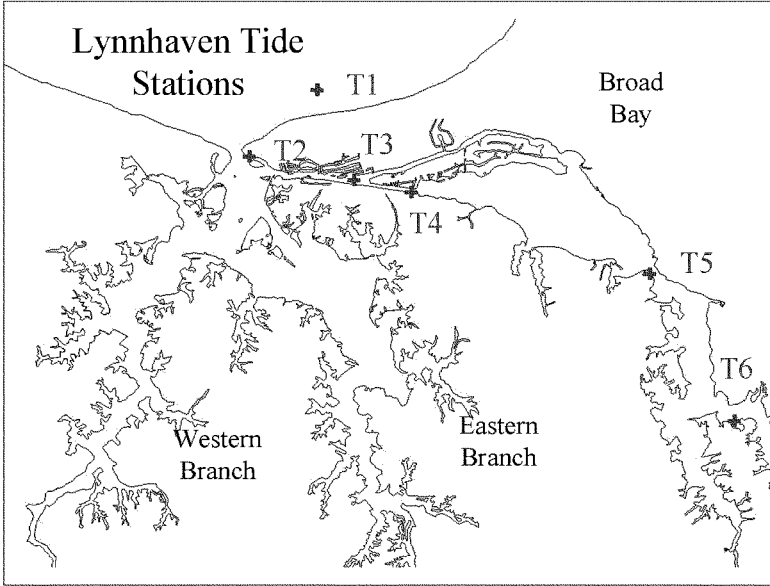 Lynnhaven Tide
Stations
T1
Broad
Bay
T2
T3
T4
T5
T6
Western
Branch
Eastern
Branch